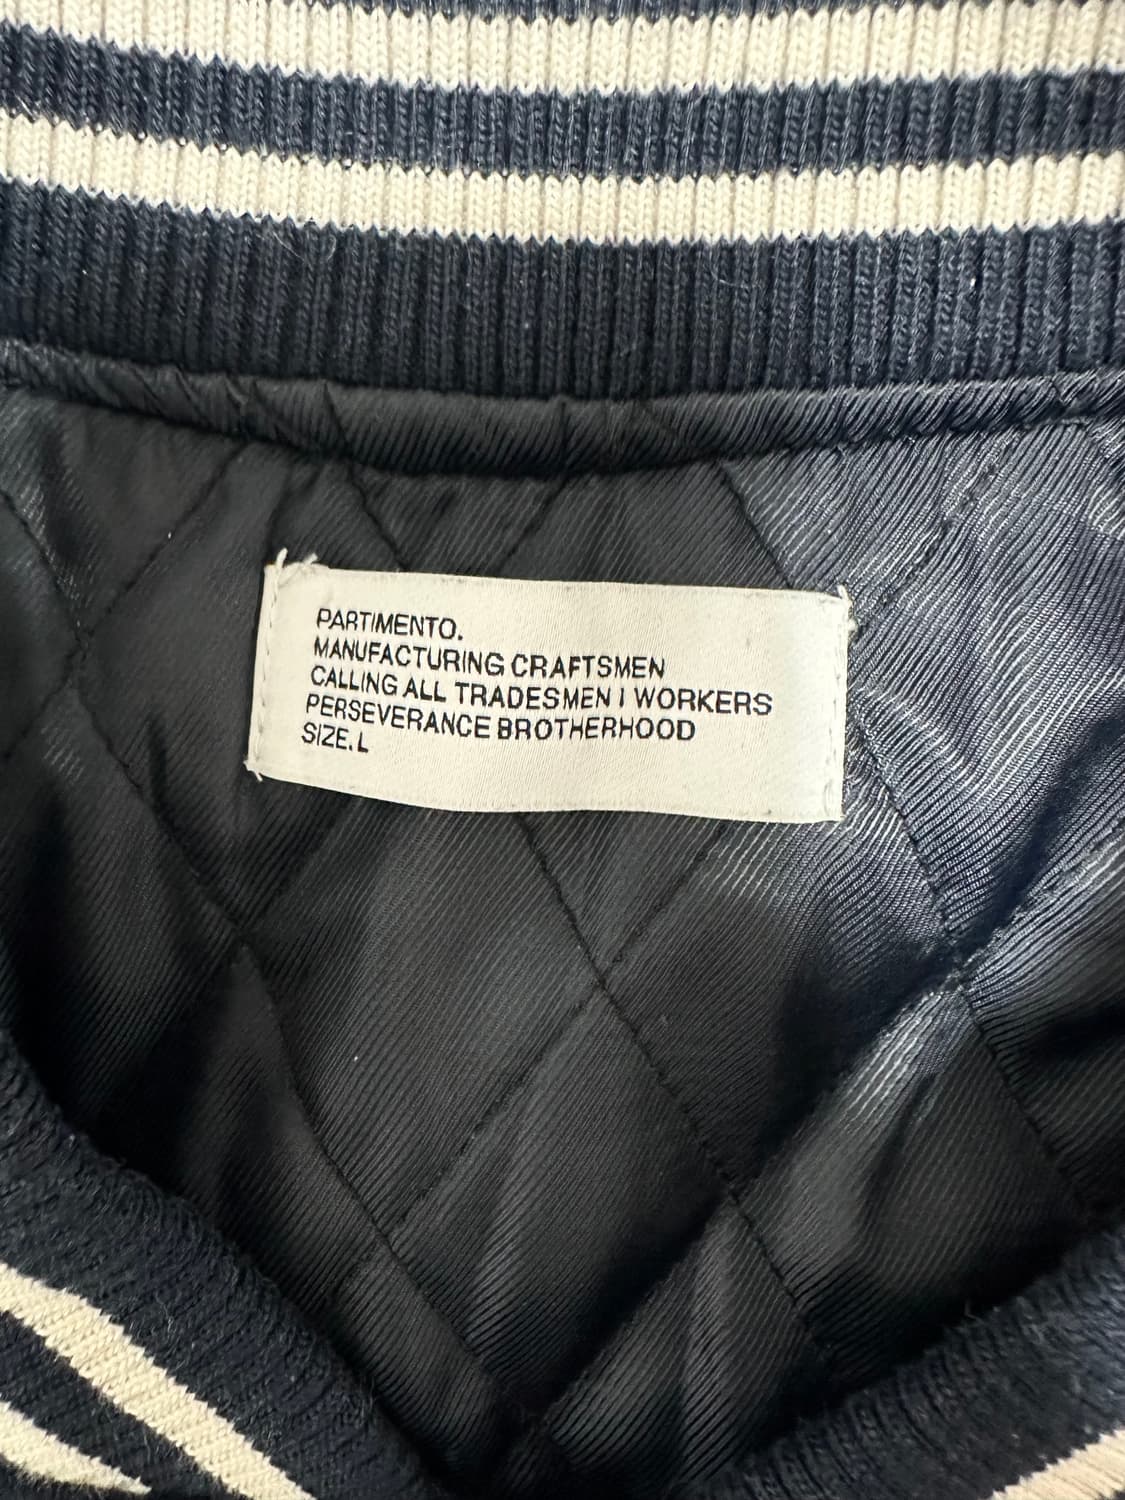 PARTIMENTO.
MANUFACTURING CRAFTSMEN
CALLING ALL TRADESMEN I WORKERS
PERSEVERANCE BROTHERHOOD
SIZE. L